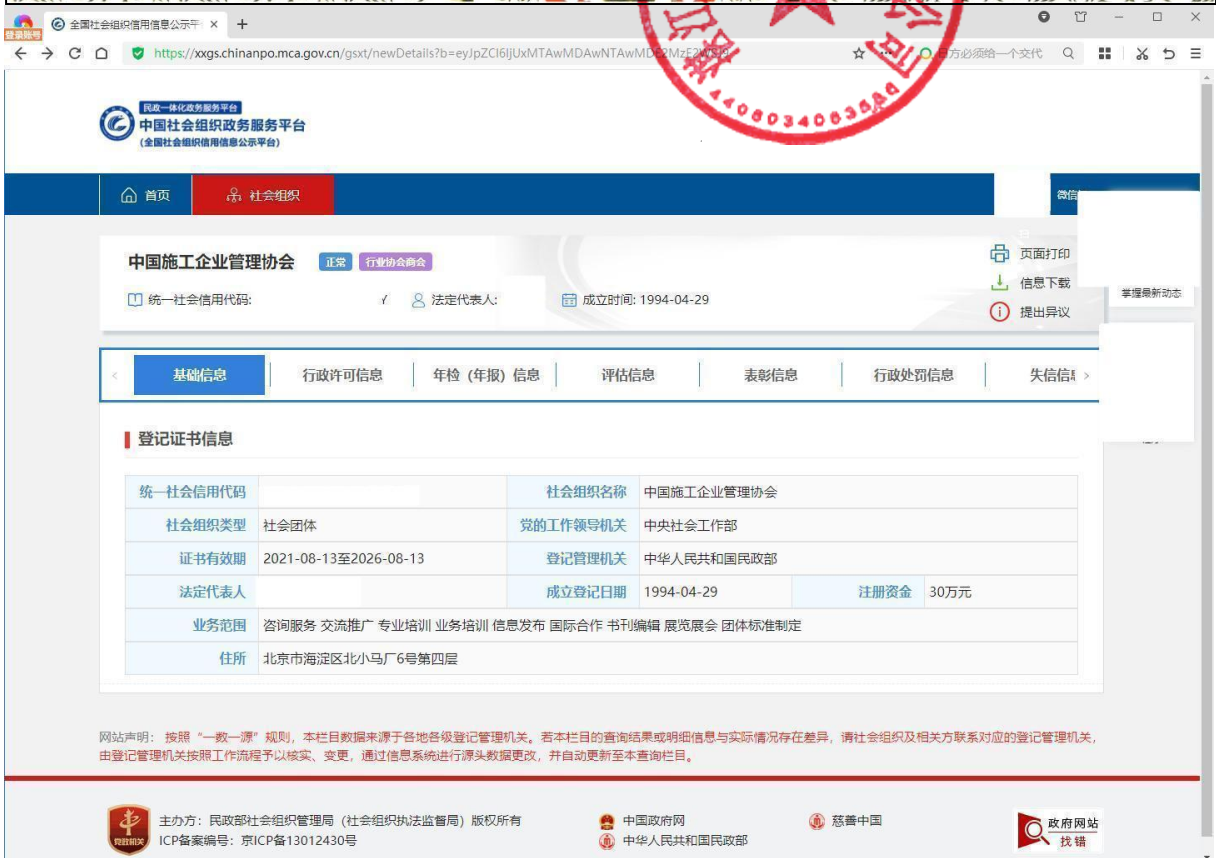 登录账号
全国社会组织信用信息公示平
https://xxgs.chinanpo.mca.gov.cn/gsxt/newDetails?b=
方必须给一个交代
4408034083580
民政一体化政务服务平台
中国社会组织政务服务平台
(全国社会组织信用信息公示平台)
首页 社会组织 微信
中国施工企业管理协会 正常 行业协会商会
统一社会信用代码: 法定代表人: 成立时间: 1994-04-29
页面打印
信息下载
提出异议
掌握最新动态
基础信息 行政许可信息 年检 (年报) 信息 评估信息 表彰信息 行政处罚信息 失信信息
登记证书信息
统一社会信用代码 社会组织名称 中国施工企业管理协会
社会组织类型 社会团体 党的工作领导机关 中央社会工作部
证书有效期 2021-08-13至2026-08-13 登记管理机关 中华人民共和国民政部
法定代表人 成立登记日期 1994-04-29 注册资金 30万元
业务范围 咨询服务 交流推广 专业培训 业务培训 信息发布 国际合作 书刊编辑 展览展会 团体标准制定
住所 北京市海淀区北小马厂6号第四层
网站声明: 按照“一数一源”规则, 本栏目数据来源于各地各级登记管理机关。若本栏目的查询结果或明细信息与实际情况存在差异, 请社会组织及相关方联系对应的登记管理机关,
由登记管理机关按照工作流程予以核实、变更, 通过信息系统进行源头数据更改, 并自动更新至本查询栏目。
党政机关
主办方: 民政部社会组织管理局 (社会组织执法监督局) 版权所有
ICP备案编号: 京ICP备13012430号
中国政府网
中华人民共和国民政部
慈善中国
政府网站
找错